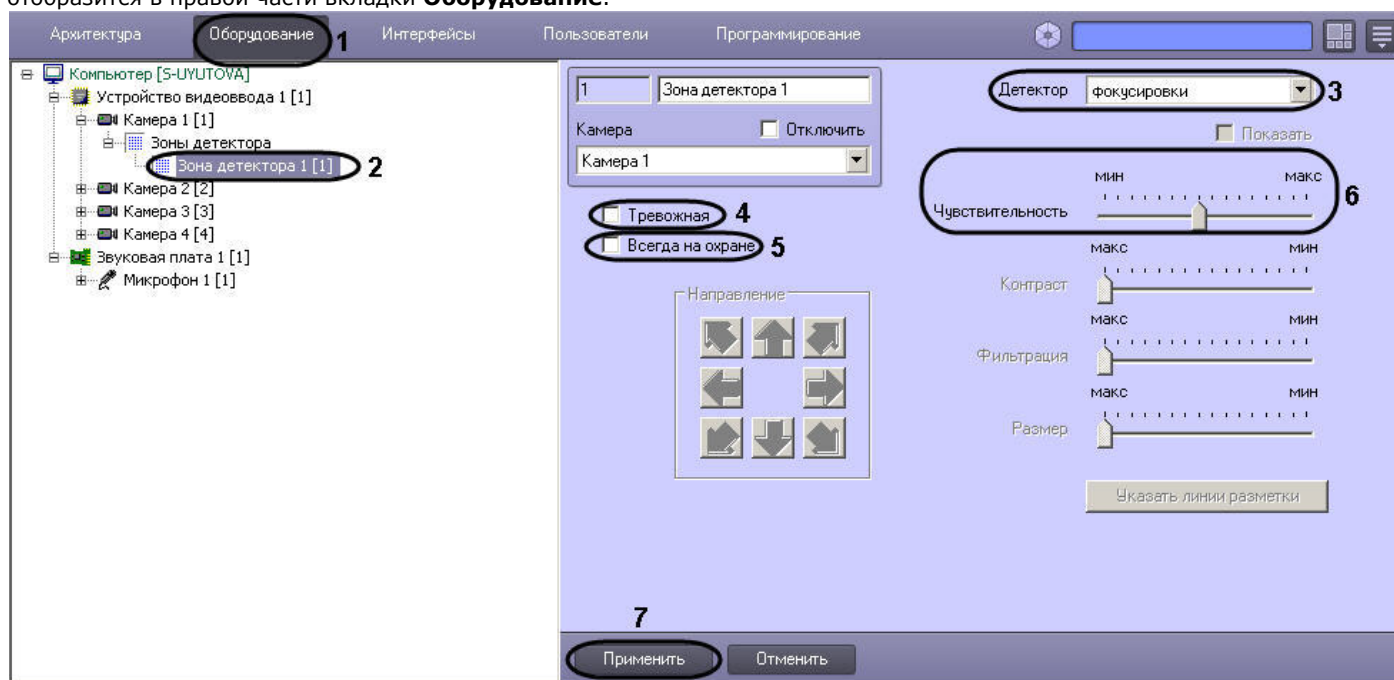 отобразится в правой части вкладки Оборудование.
Архитектура Оборудование 1 Интерфейсы Пользователи Программирование
Компьютер [S-UYUTOVA]
Устройство видеоввода 1 [1]
Камера 1 [1]
Зоны детектора
Зона детектора 1 [1] 2
Камера 2 [2]
Камера 3 [3]
Камера 4 [4]
Звуковая плата 1 [1]
Микрофон 1 [1]
1 Зона детектора 1
Камера Отключить
Камера 1
Тревожная 4
Всегда на охране 5
Направление
Детектор фокусировки 3
Показать
мин макс
Чувствительность 6
макс мин
Контраст
макс мин
Фильтрация
макс мин
Размер
Указать линии разметки
7
Применить Отменить